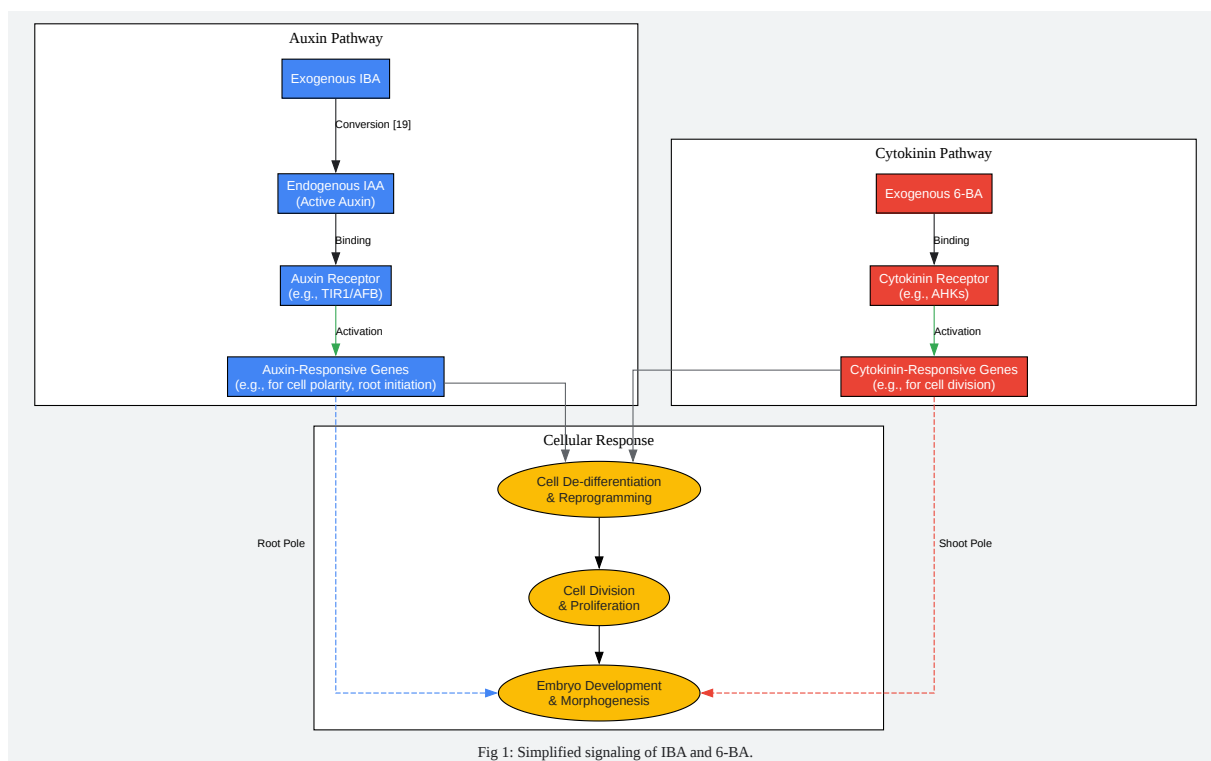 Auxin Pathway
Exogenous IBA
Conversion [19]
Endogenous IAA
(Active Auxin)
Binding
Auxin Receptor
(e.g., TIR1/AFB)
Activation
Auxin-Responsive Genes
(e.g., for cell polarity, root initiation)
Cytokinin Pathway
Exogenous 6-BA
Binding
Cytokinin Receptor
(e.g., AHKs)
Activation
Cytokinin-Responsive Genes
(e.g., for cell division)
Cellular Response
Cell De-differentiation
& Reprogramming
Root Pole
Shoot Pole
Cell Division
& Proliferation
Embryo Development
& Morphogenesis
Fig 1: Simplified signaling of IBA and 6-BA.